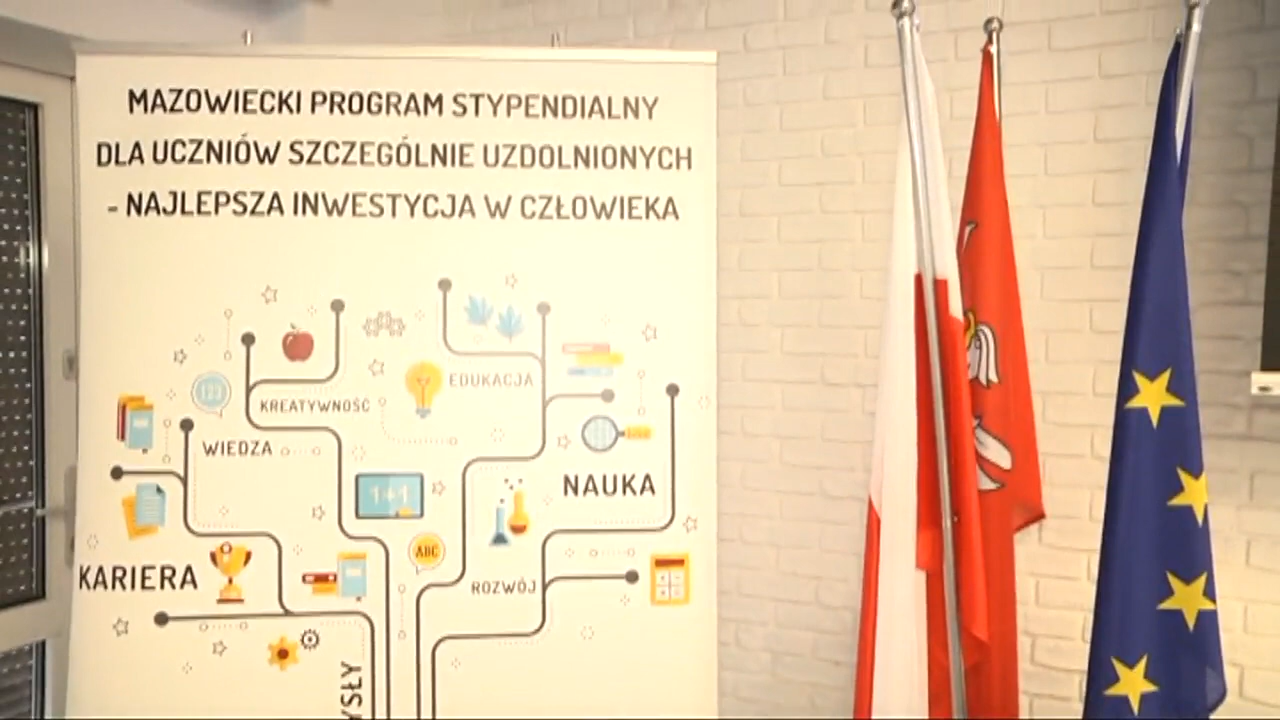 MAZOWIECKI PROGRAM STYPENDIALNY
DLA UCZNIÓW SZCZEGÓLNIE UZDOLNIONYCH
- NAJLEPSZA INWESTYCJA W CZŁOWIEKA
EDUKACJA
123
KREATYWNOŚĆ
WIEDZA
NAUKA
1+1
ABC
KARIERA
ROZWÓJ